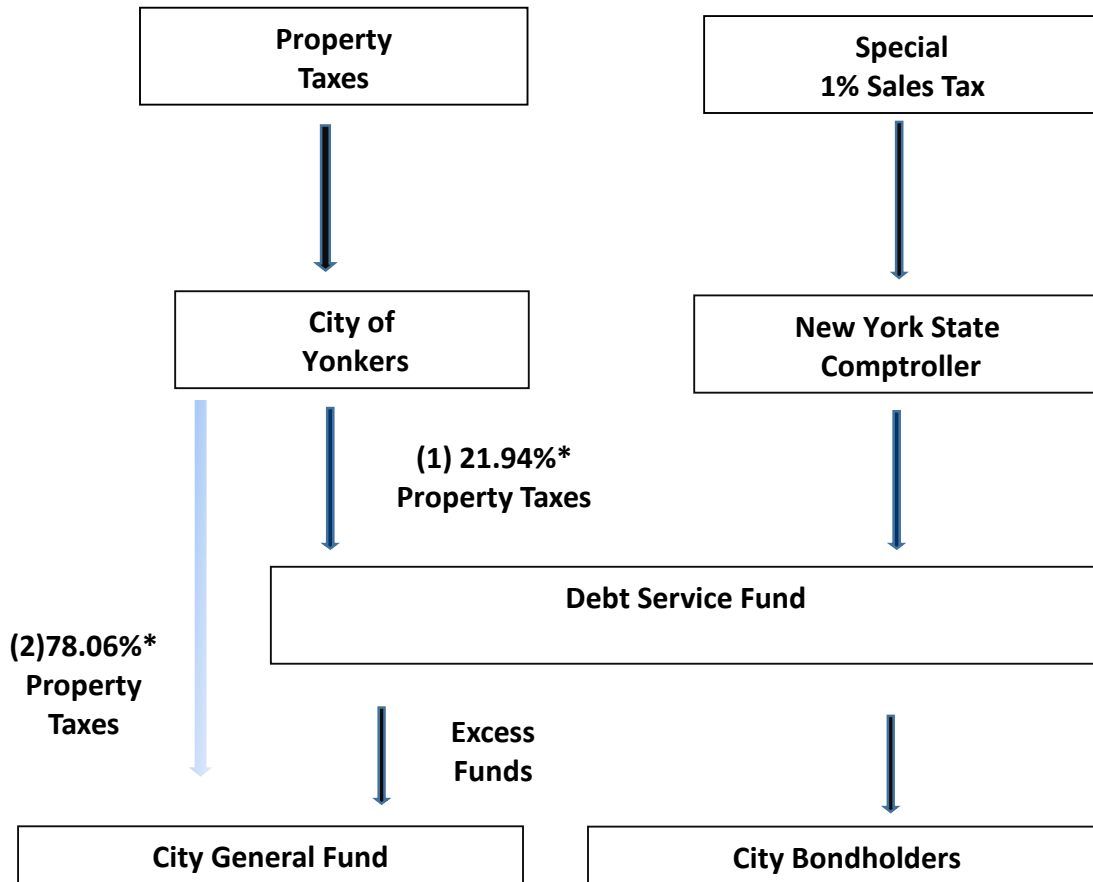 Property
Taxes
Special
1% Sales Tax
City of
Yonkers
New York State
Comptroller
(1) 21.94%*
Property Taxes
Debt Service Fund
(2)78.06%*
Property
Taxes
Excess
Funds
City General Fund
City Bondholders